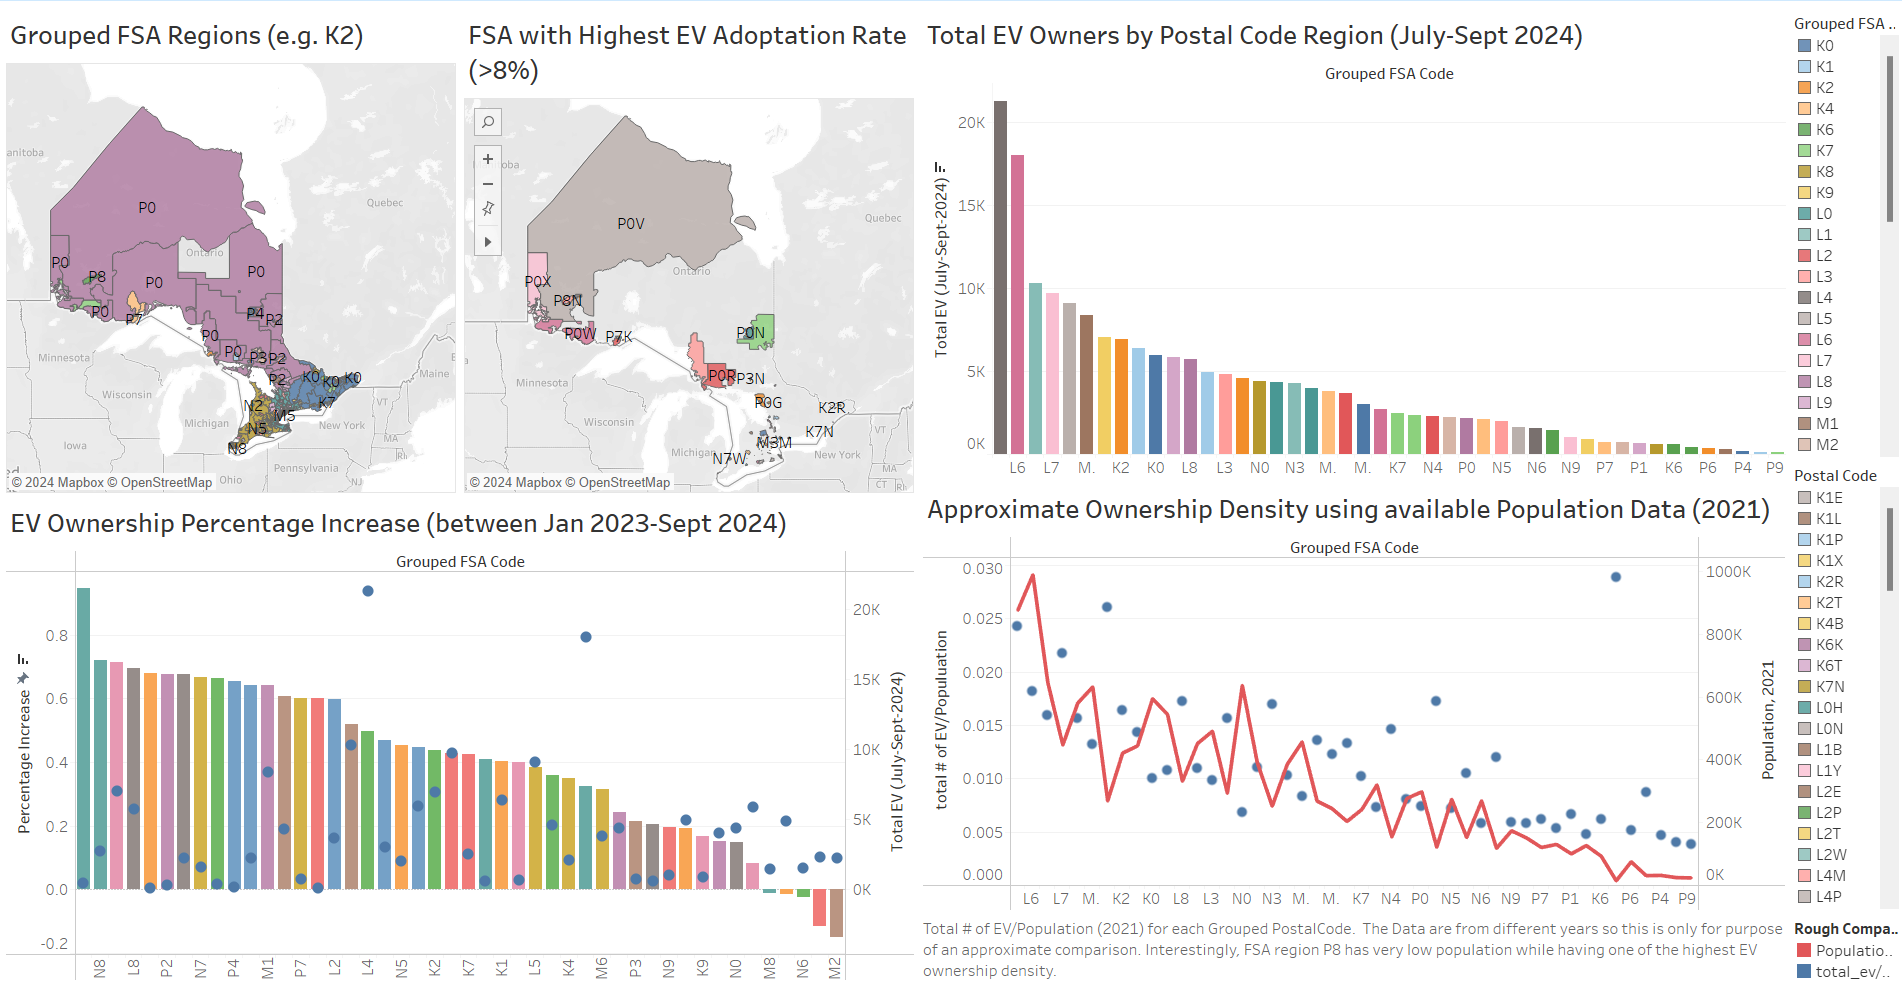 Grouped FSA Regions (e.g. K2)
anitoba
P0
Quebec
Ontario
P0
P8
P0
P0
P0
P7
P4
P2
P0
P0
P3
P2
P2
K0
K0
K0
K7
Minnesota
Wisconsin
Maine
VT
N2
M5
Michigan
N5
New York
MA
N8
Iowa
RI
Pennsylvania
NJ
Ohio
© 2024 Mapbox © OpenStreetMap
FSA with Highest EV Adoptation Rate
(>8%)
oba
P0V
Quebec
Ontario
P0X
P8N
P0W
P7K
P0N
P0R
P3N
Minnesota
P0G
K2R
Wisconsin
K7N
VT
M3M
Michigan
N7W
New York
MA
CT
RI
© 2024 Mapbox © OpenStreetMap
Total EV Owners by Postal Code Region (July-Sept 2024)
Grouped FSA Code
Total EV (July-Sept-2024)
20K
15K
10K
5K
0K
L6 L7 M. K2 K0 L8 L3 N0 N3 M. M. K7 N4 P0 N5 N6 N9 P7 P1 K6 P6 P4 P9
Grouped FSA ..
K0
K1
K2
K4
K6
K7
K8
K9
L0
L1
L2
L3
L4
L5
L6
L7
L8
L9
M1
M2
EV Ownership Percentage Increase (between Jan 2023-Sept 2024)
Grouped FSA Code
Percentage Increase
0.8
0.6
0.4
0.2
0.0
-0.2
20K
15K
10K
5K
0K
Total EV (July-Sept-2024)
N8 L8 P2 N7 P4 M1 P7 L2 L4 N5 K2 K7 K1 L5 K4 M6 P3 N9 K9 N0 M8 N6 M2
Approximate Ownership Density using available Population Data (2021)
Grouped FSA Code
total # of EV/Populuation
0.030
0.025
0.020
0.015
0.010
0.005
0.000
1000K
800K
600K
400K
200K
0K
Population, 2021
L6 L7 M. K2 K0 L8 L3 N0 N3 M. M. K7 N4 P0 N5 N6 N9 P7 P1 K6 P6 P4 P9
Total # of EV/Population (2021) for each Grouped PostalCode.  The Data are from different years so this is only for purpose
of an approximate comparison. Interestingly, FSA region P8 has very low population while having one of the highest EV
ownership density.
Postal Code
K1E
K1L
K1P
K1X
K2R
K2T
K4B
K6K
K6T
K7N
L0H
L0N
L1B
L1Y
L2E
L2P
L2T
L2W
L4M
L4P
Rough Compa..
Populatio..
total_ev/..